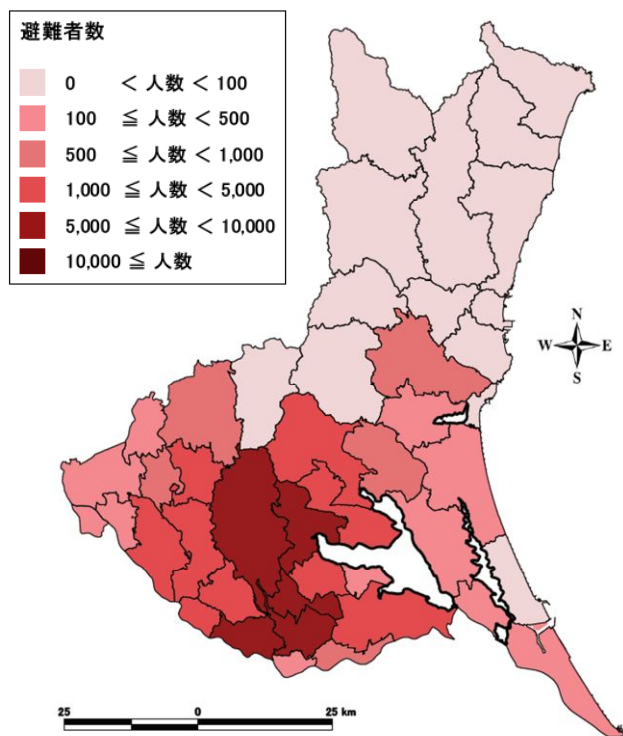 避難者数
0 < 人数 < 100
100 ≦ 人数 < 500
500 ≦ 人数 < 1,000
1,000 ≦ 人数 < 5,000
5,000 ≦ 人数 < 10,000
10,000 ≦ 人数
N
W E
S
25 0 25 km